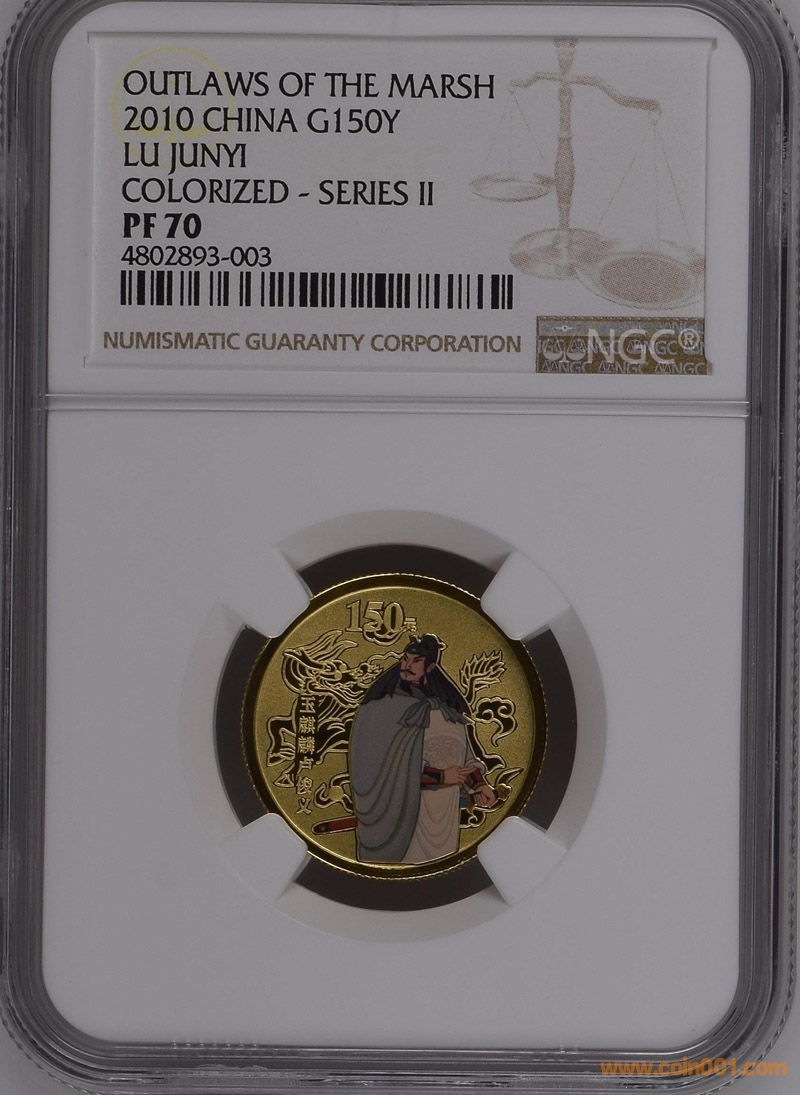 OUTLAWS OF THE MARSH
2010 CHINA G150Y
LU JUNYI
COLORIZED - SERIES II
PF 70
4802893-003
NUMISMATIC GUARANTY CORPORATION
NGC®
150元
玉麒麟卢俊义
www.coin001.com